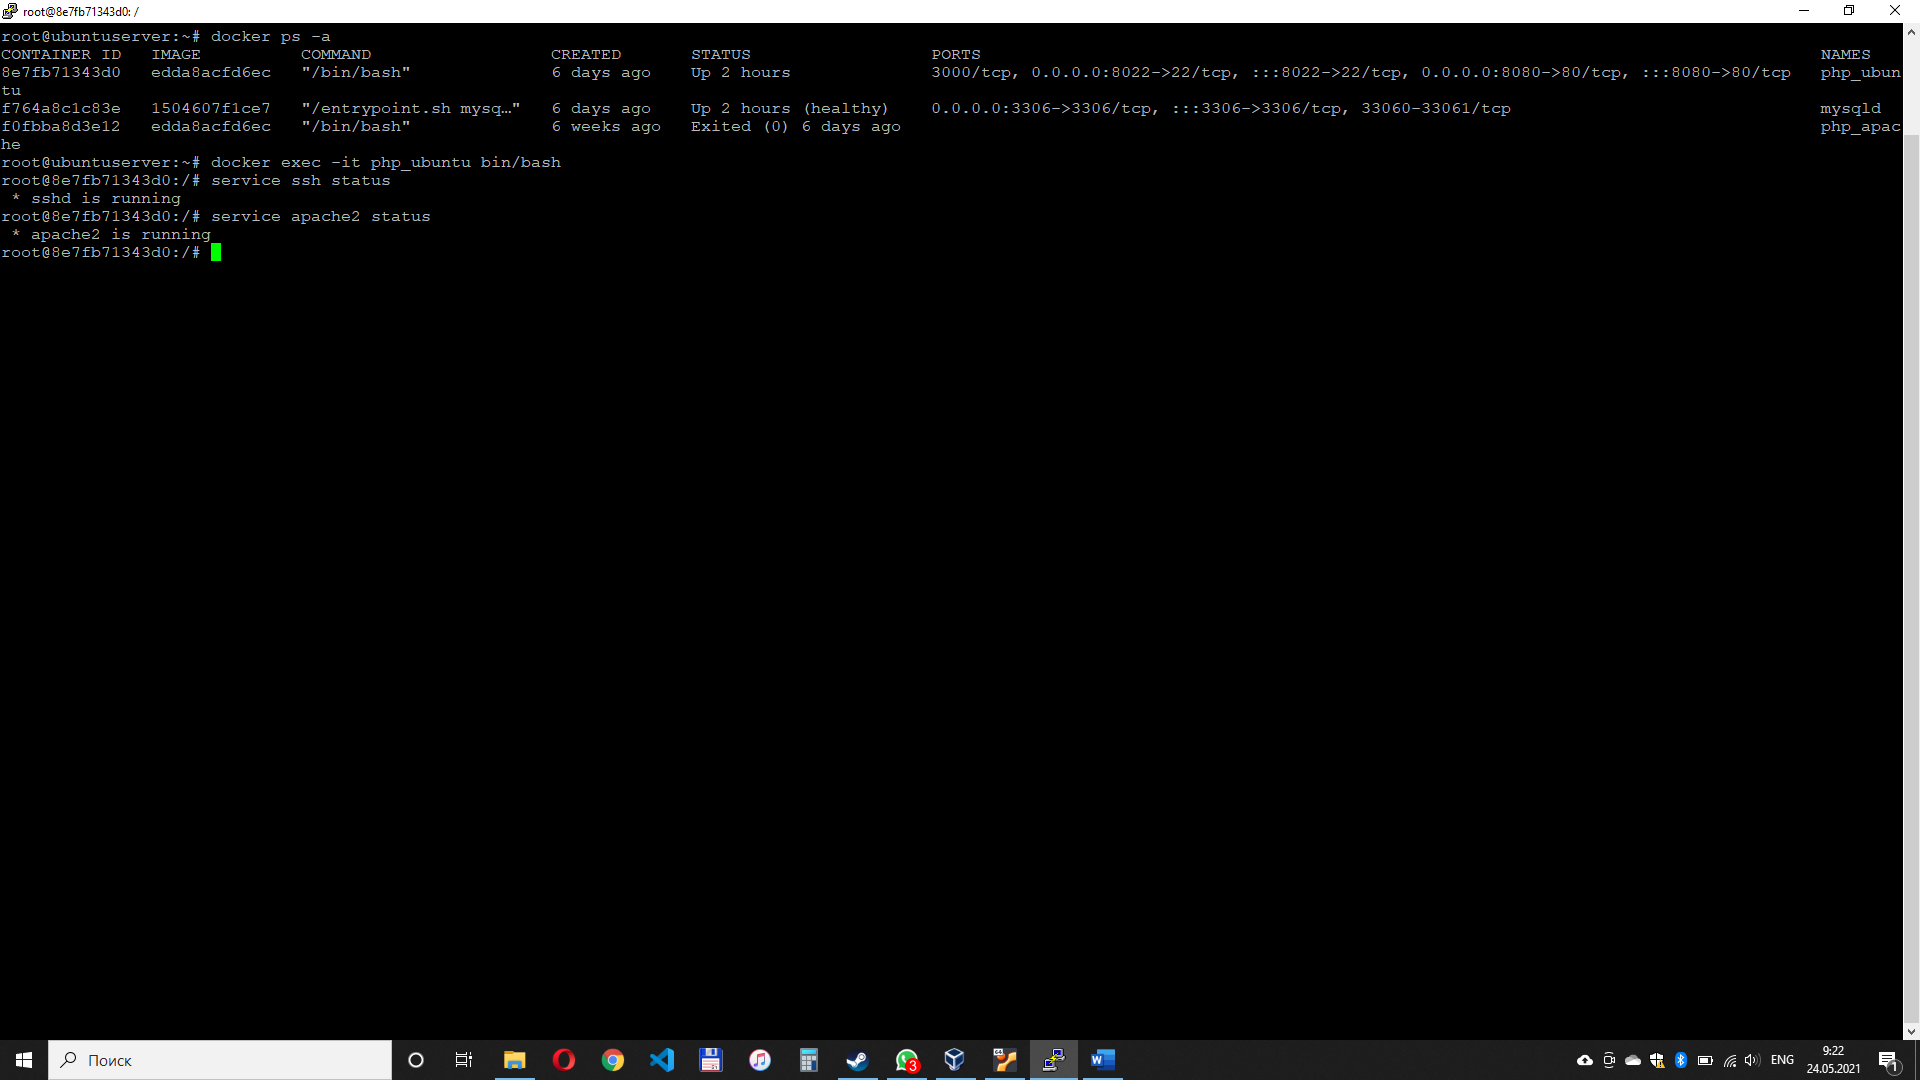 root@8e7fb71343d0: /
root@ubuntuserver:~# docker ps -a
CONTAINER ID   IMAGE          COMMAND                  CREATED       STATUS                  PORTS                                                                                  NAMES
8e7fb71343d0   edda8acfd6ec   "/bin/bash"              6 days ago    Up 2 hours              3000/tcp, 0.0.0.0:8022->22/tcp, :::8022->22/tcp, 0.0.0.0:8080->80/tcp, :::8080->80/tcp   php_ubun
tu
f764a8c1c83e   1504607f1ce7   "/entrypoint.sh mysq…"   6 days ago    Up 2 hours (healthy)    0.0.0.0:3306->3306/tcp, :::3306->3306/tcp, 33060-33061/tcp                               mysqld
f0fbba8d3e12   edda8acfd6ec   "/bin/bash"              6 weeks ago   Exited (0) 6 days ago                                                                                            php_apac
he
root@ubuntuserver:~# docker exec -it php_ubuntu bin/bash
root@8e7fb71343d0:/# service ssh status
 * sshd is running
root@8e7fb71343d0:/# service apache2 status
 * apache2 is running
root@8e7fb71343d0:/#
Поиск
3
64
ENG
9:22
24.05.2021
1